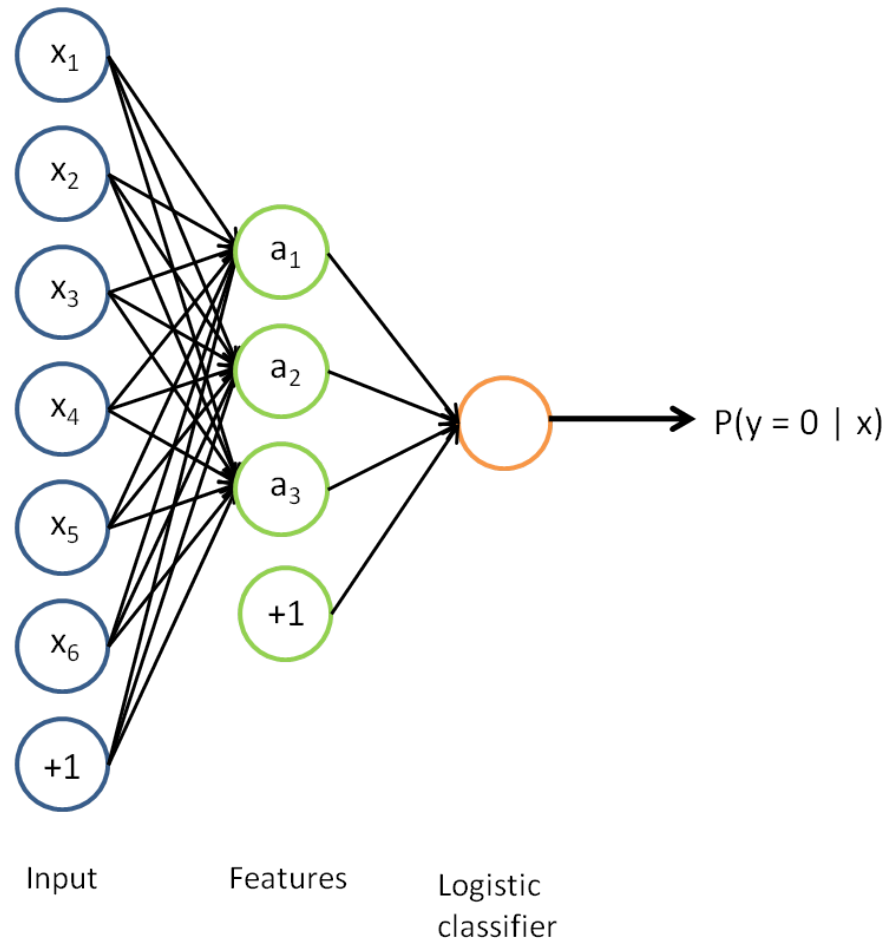 x₁
x₂
x₃
x₄
x₅
x₆
+1
a₁
a₂
a₃
+1
P(y = 0 | x)
Input
Features
Logistic
classifier